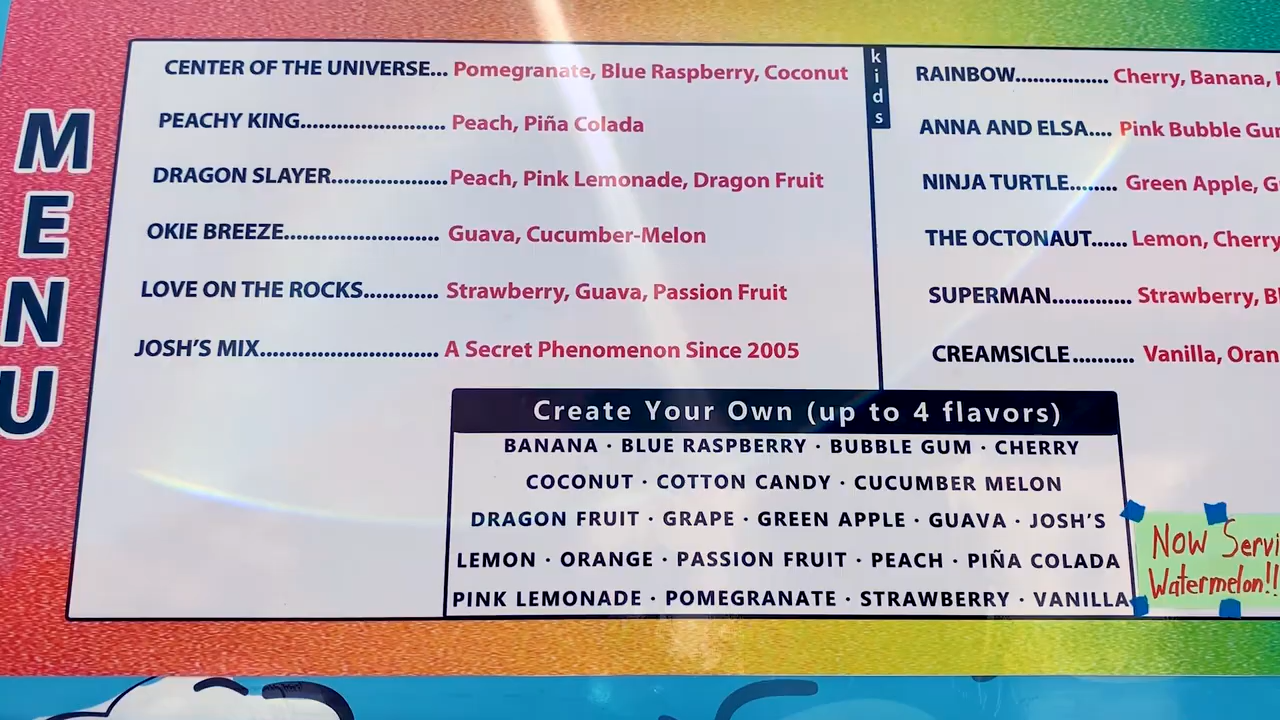 MENU
CENTER OF THE UNIVERSE... Pomegranate, Blue Raspberry, Coconut
PEACHY KING.......................... Peach, Piña Colada
DRAGON SLAYER.....................Peach, Pink Lemonade, Dragon Fruit
OKIE BREEZE............................ Guava, Cucumber-Melon
LOVE ON THE ROCKS............. Strawberry, Guava, Passion Fruit
JOSH'S MIX................................ A Secret Phenomenon Since 2005
kids
RAINBOW................ Cherry, Banana,
ANNA AND ELSA.... Pink Bubble Gum
NINJA TURTLE........ Green Apple,
THE OCTONAUT...... Lemon, Cherry
SUPERMAN.............. Strawberry,
CREAMSICLE........... Vanilla,
Create Your Own (up to 4 flavors)
BANANA · BLUE RASPBERRY · BUBBLE GUM · CHERRY
COCONUT · COTTON CANDY · CUCUMBER MELON
DRAGON FRUIT · GRAPE · GREEN APPLE · GUAVA · JOSH'S
LEMON · ORANGE · PASSION FRUIT · PEACH · PIÑA COLADA
PINK LEMONADE · POMEGRANATE · STRAWBERRY · VANILLA
Now
Watermelon!!